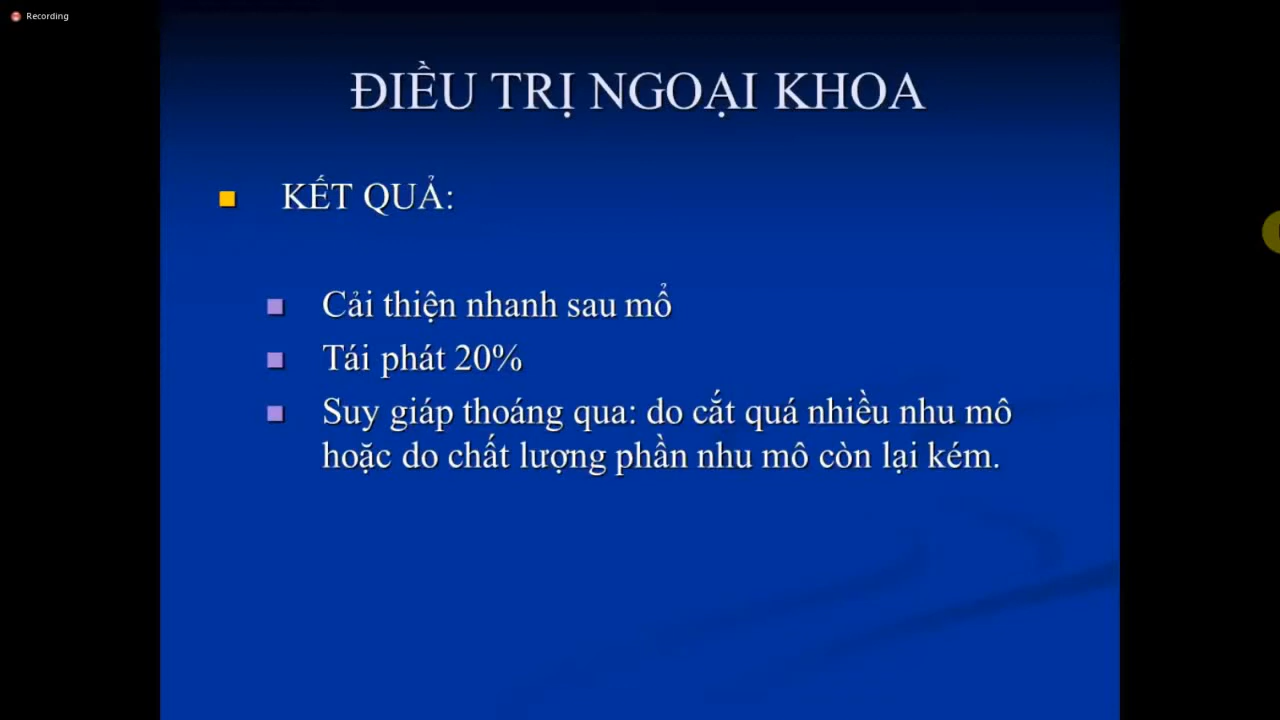 Recording
ĐIỀU TRỊ NGOẠI KHOA
KẾT QUẢ:
Cải thiện nhanh sau mổ
Tái phát 20%
Suy giáp thoáng qua: do cắt quá nhiều nhu mô
hoặc do chất lượng phần nhu mô còn lại kém.